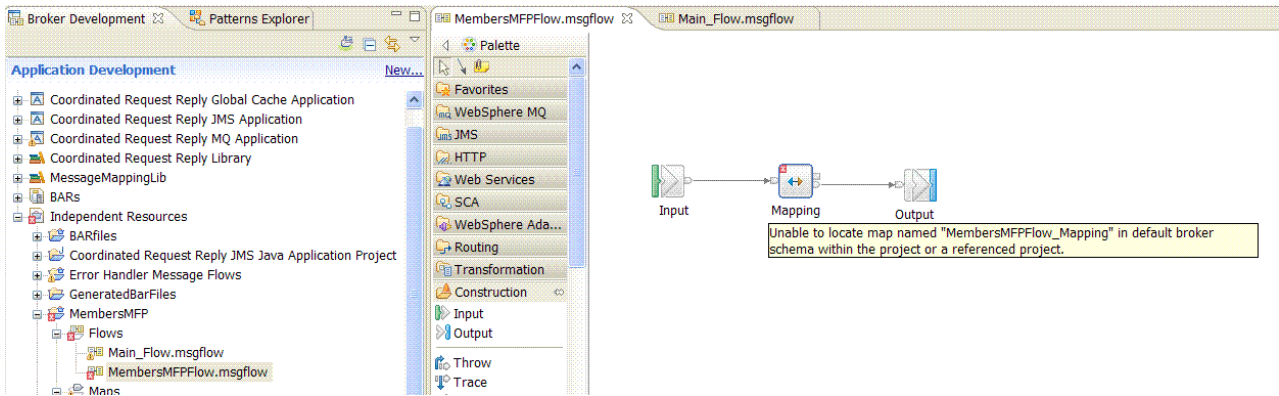 Broker Development
Patterns Explorer
Application Development
New...
Coordinated Request Reply Global Cache Application
Coordinated Request Reply JMS Application
Coordinated Request Reply MQ Application
Coordinated Request Reply Library
MessageMappingLib
BARs
Independent Resources
BARfiles
Coordinated Request Reply JMS Java Application Project
Error Handler Message Flows
GeneratedBarFiles
MembersMFP
Flows
Main_Flow.msgflow
MembersMFPFlow.msgflow
Maps
MembersMFPFlow.msgflow
Main_Flow.msgflow
Palette
Favorites
WebSphere MQ
JMS
HTTP
Web Services
SCA
WebSphere Ada...
Routing
Transformation
Construction
Input
Output
Throw
Trace
Input
Mapping
Output
Unable to locate map named "MembersMFPFlow_Mapping" in default broker
schema within the project or a referenced project.